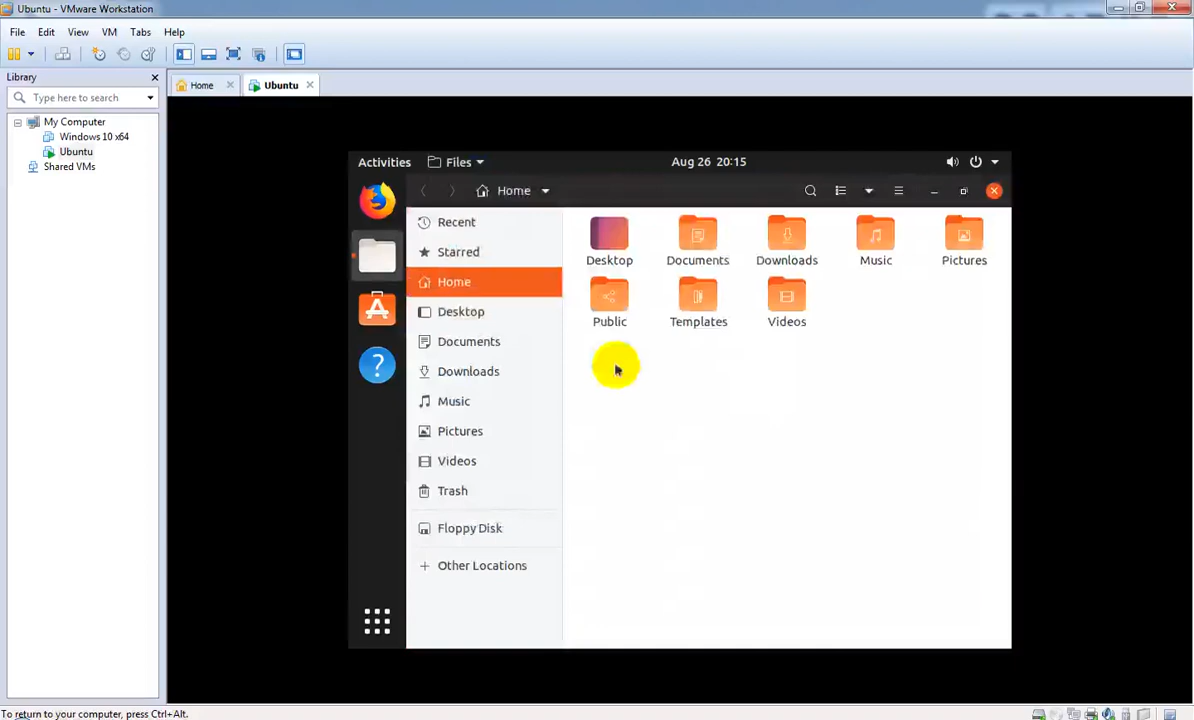 Ubuntu - VMware Workstation
File Edit View VM Tabs Help
Library
Type here to search
My Computer
Windows 10 x64
Ubuntu
Shared VMs
Home Ubuntu
Activities Files Aug 26 20:15
Home
Recent
Starred
Home
Desktop
Documents
Downloads
Music
Pictures
Videos
Trash
Floppy Disk
+ Other Locations
Desktop Documents Downloads Music Pictures
Public Templates Videos
To return to your computer, press Ctrl+Alt.